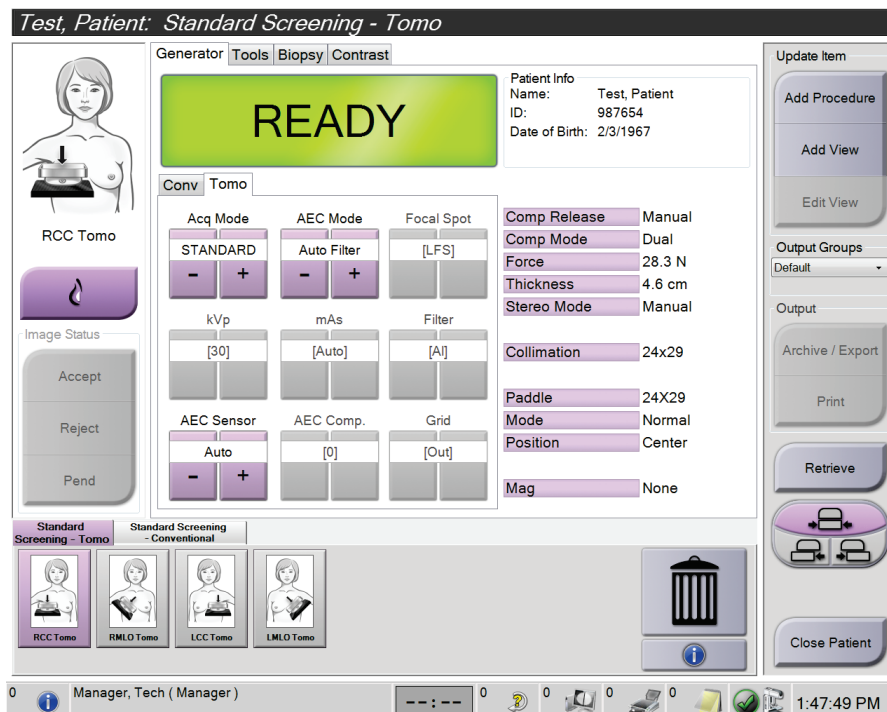 Test, Patient: Standard Screening - Tomo
Generator Tools Biopsy Contrast
READY
Patient Info
Name: Test, Patient
ID: 987654
Date of Birth: 2/3/1967
RCC Tomo
Image Status
Accept
Reject
Pend
Conv Tomo
Acq Mode AEC Mode Focal Spot
STANDARD Auto Filter [LFS]
- + - +
kVp mAs Filter
[30] [Auto] [Al]
AEC Sensor AEC Comp. Grid
Auto [0] [Out]
- +
Comp Release Manual
Comp Mode Dual
Force 28.3 N
Thickness 4.6 cm
Stereo Mode Manual
Collimation 24x29
Paddle 24X29
Mode Normal
Position Center
Mag None
Update Item
Add Procedure
Add View
Edit View
Output Groups
Default
Output
Archive / Export
Print
Retrieve
Close Patient
Standard
Screening - Tomo
Standard Screening
- Conventional
RCC Tomo RMLO Tomo LCC Tomo LMLO Tomo
0 Manager, Tech ( Manager ) --:-- 0 0 0 0 1:47:49 PM